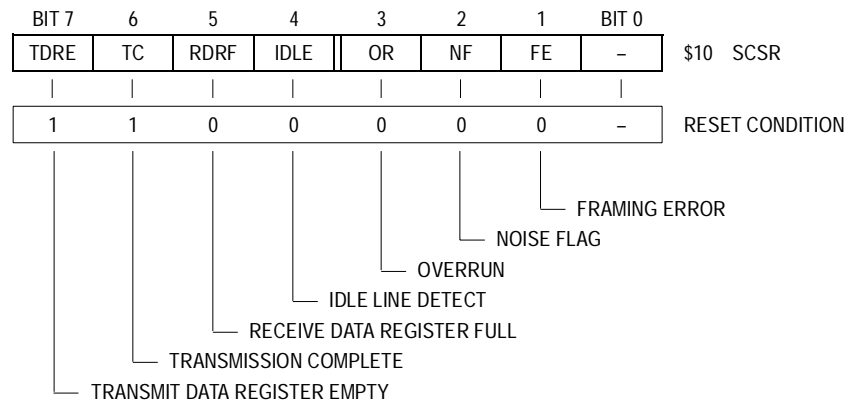 BIT 7 6 5 4 3 2 1 BIT 0
TDRE TC RDRF IDLE OR NF FE – $10 SCSR
1 1 0 0 0 0 0 – RESET CONDITION
FRAMING ERROR
NOISE FLAG
OVERRUN
IDLE LINE DETECT
RECEIVE DATA REGISTER FULL
TRANSMISSION COMPLETE
TRANSMIT DATA REGISTER EMPTY